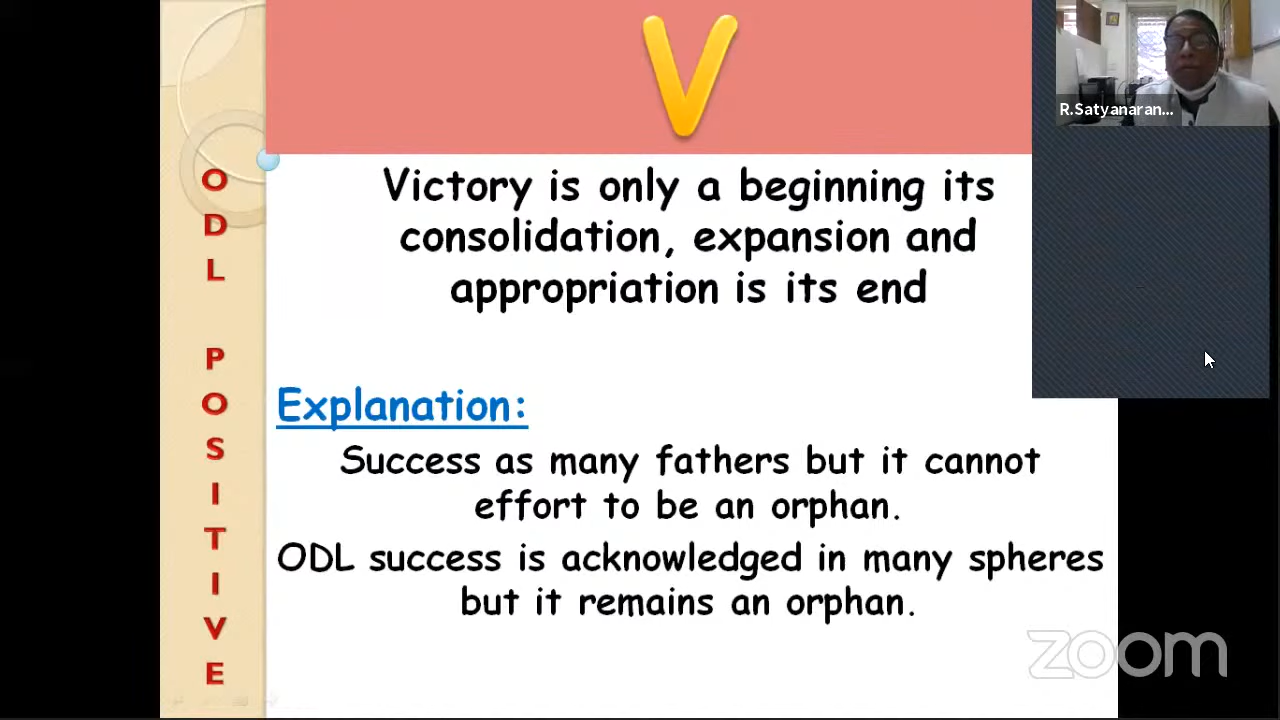 V
R.Satyanaran...
O
D
L
P
O
S
I
T
I
V
E
Victory is only a beginning its
consolidation, expansion and
appropriation is its end
Explanation:
Success as many fathers but it cannot
effort to be an orphan.
ODL success is acknowledged in many spheres
but it remains an orphan.
zoom